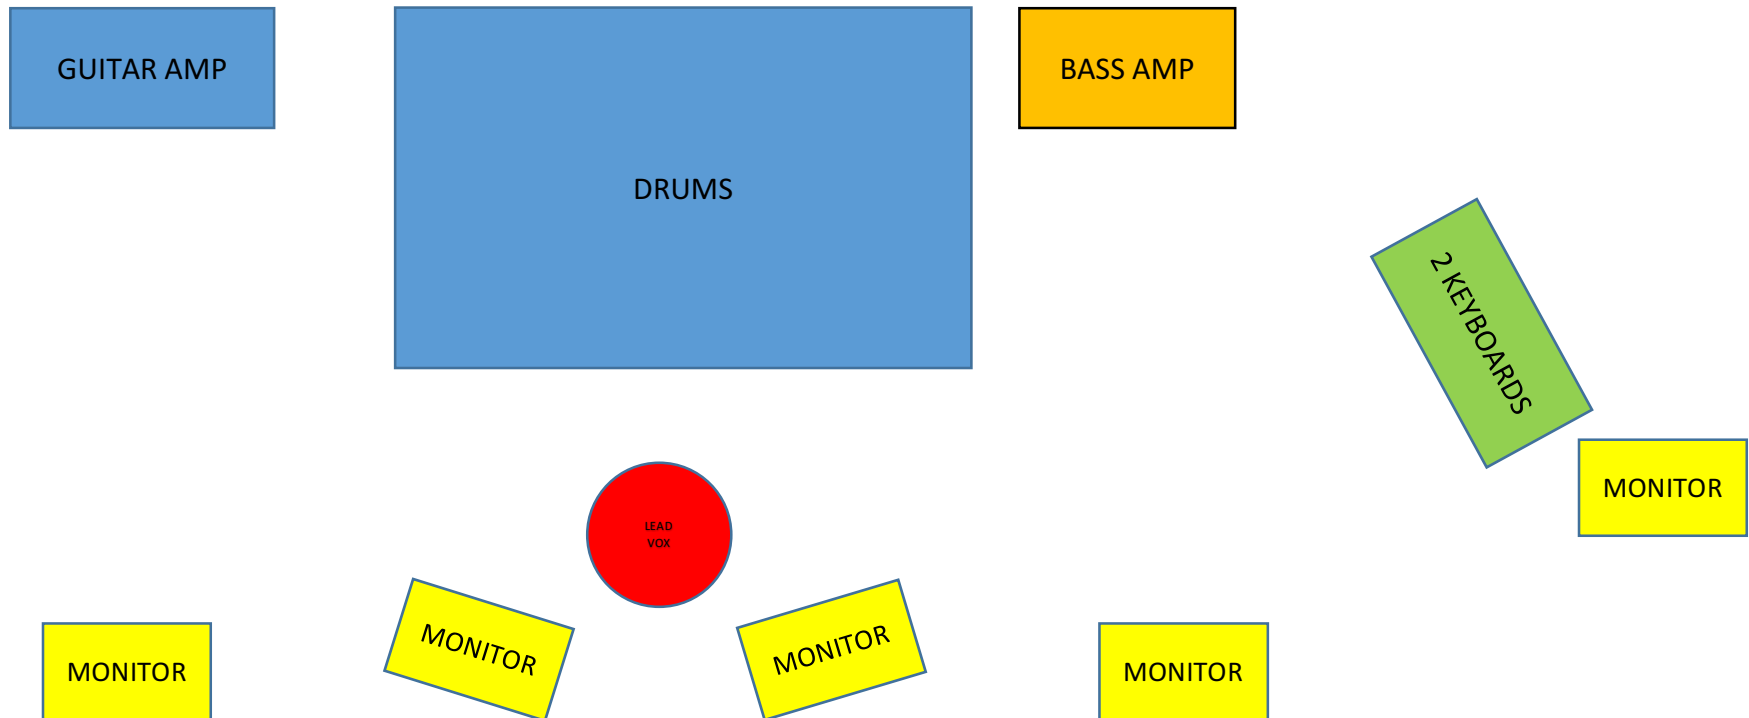 GUITAR AMP
BASS AMP
DRUMS
2 KEYBOARDS
MONITOR
LEAD
VOX
MONITOR
MONITOR
MONITOR
MONITOR